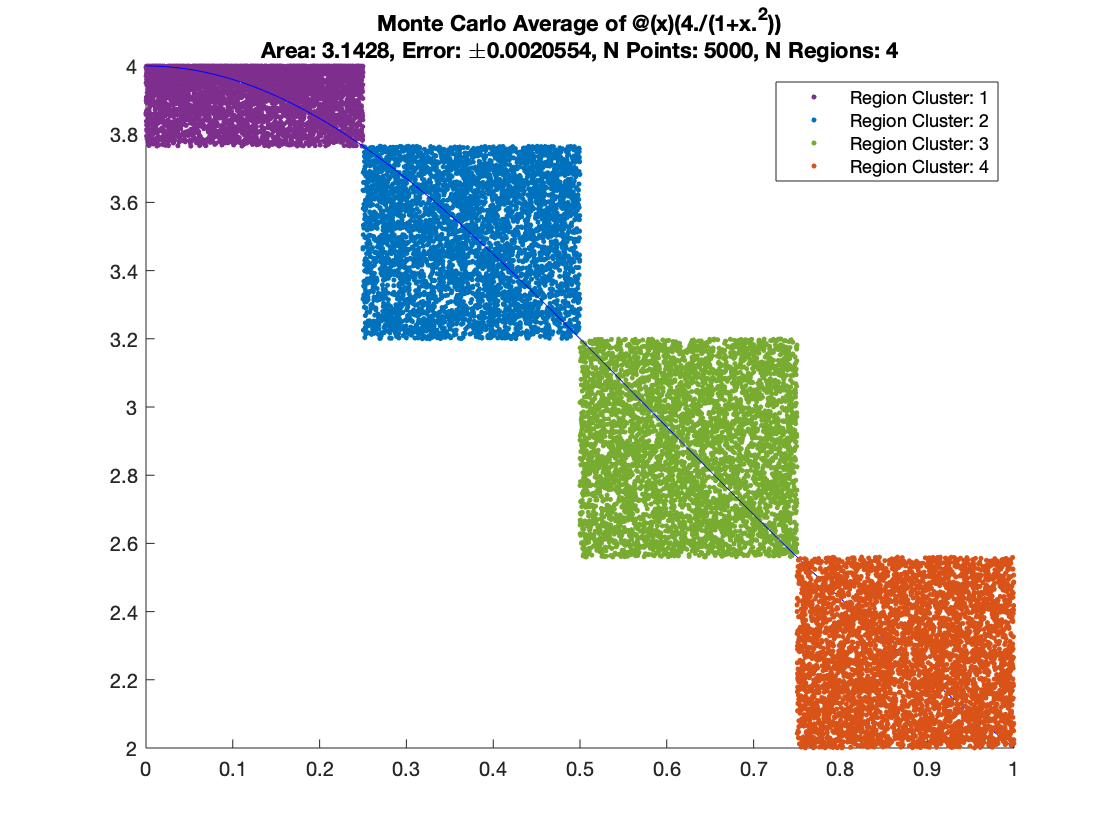 Monte Carlo Average of @(x)(4./(1+x.²))
Area: 3.1428, Error: ±0.0020554, N Points: 5000, N Regions: 4
Region Cluster: 1
Region Cluster: 2
Region Cluster: 3
Region Cluster: 4
4
3.8
3.6
3.4
3.2
3
2.8
2.6
2.4
2.2
2
0 0.1 0.2 0.3 0.4 0.5 0.6 0.7 0.8 0.9 1